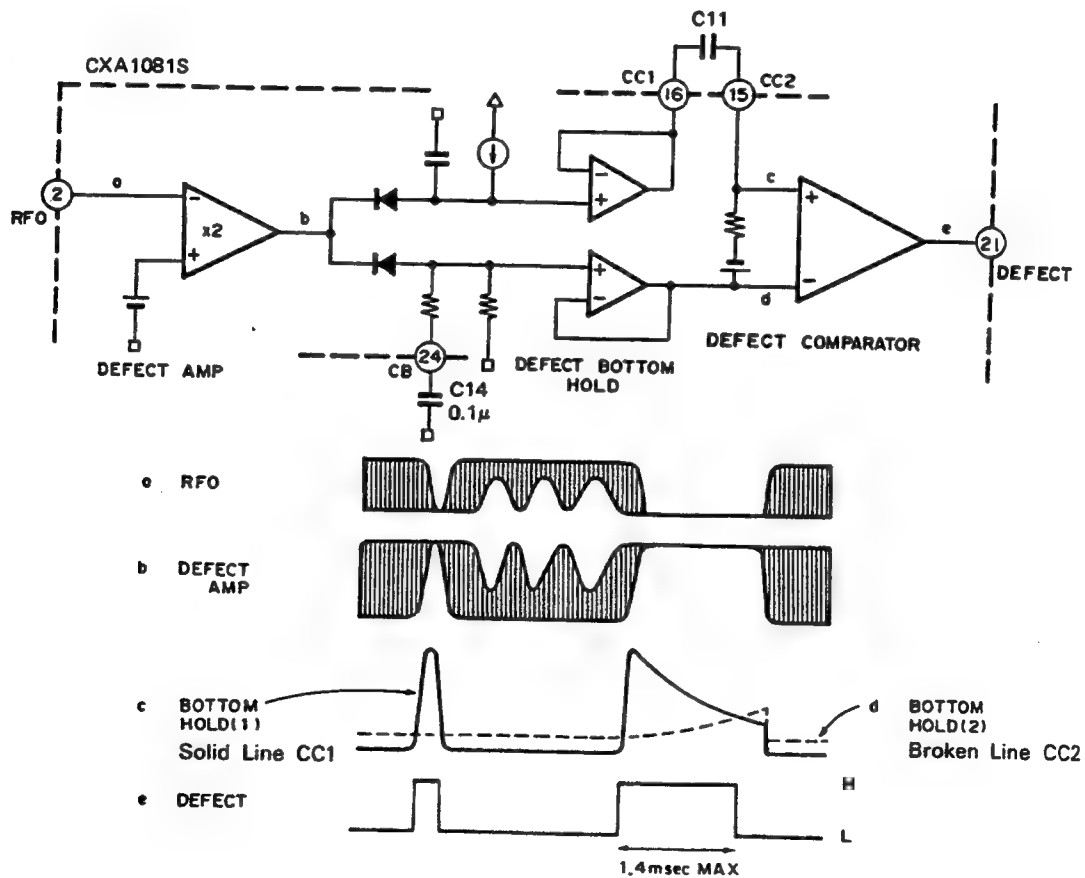 C11
CXA1081S
CC1
16
15
CC2
2
a
RFO
-
x2
+
b
DEFECT AMP
-
+
+
-
24
CB
C14
0.1μ
DEFECT BOTTOM
HOLD
c
+
-
d
e
21
DEFECT
DEFECT COMPARATOR
a RFO
b DEFECT
AMP
c BOTTOM
HOLD(1)
Solid Line CC1
d BOTTOM
HOLD(2)
Broken Line CC2
e DEFECT
H
L
1.4msec MAX